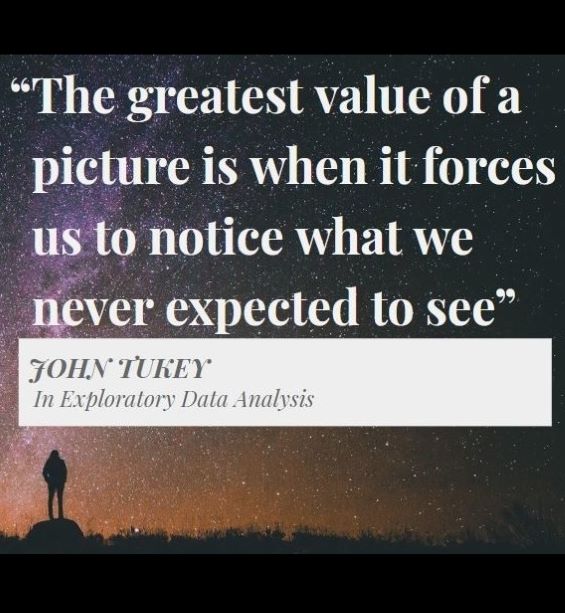 “The greatest value of a
picture is when it forces
us to notice what we
never expected to see”
JOHN TUKEY
In Exploratory Data Analysis